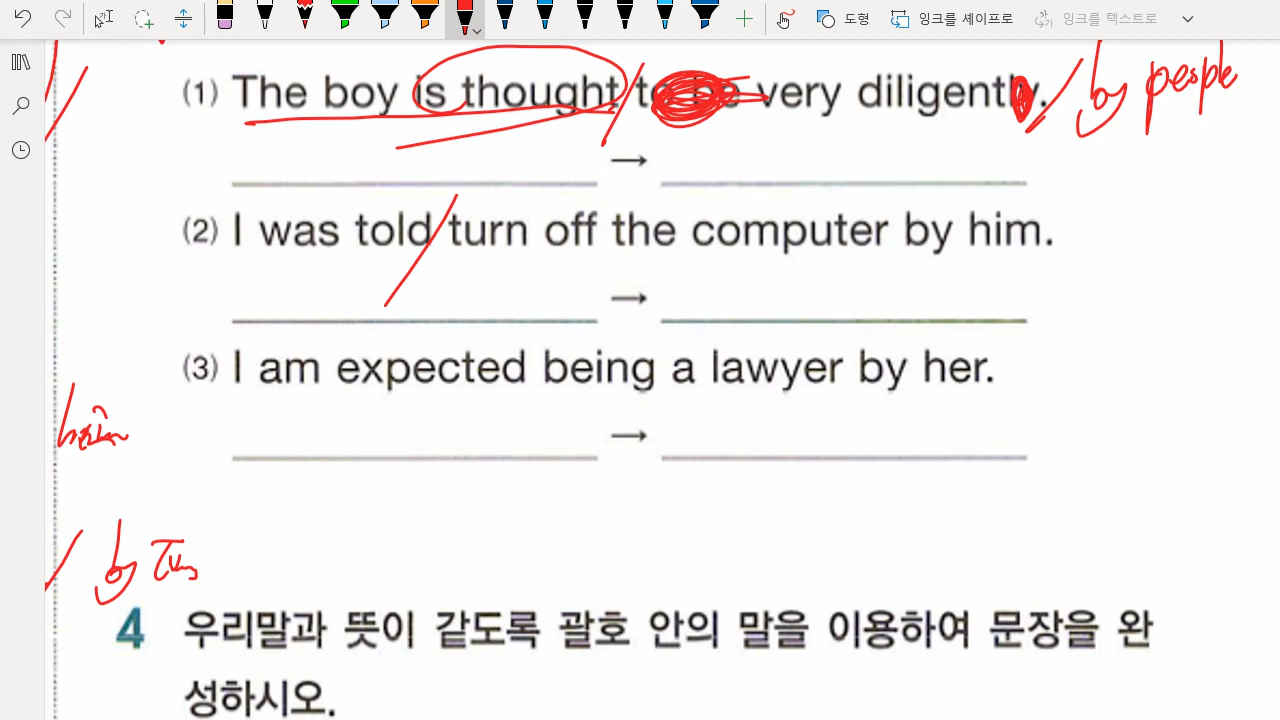 도형 잉크를 셰이프로 잉크를 텍스트로
(1) The boy is thought to be very diligently. by people
→
(2) I was told turn off the computer by him.
→
(3) I am expected being a lawyer by her.
→
by
4 우리말과 뜻이 같도록 괄호 안의 말을 이용하여 문장을 완
성하시오.